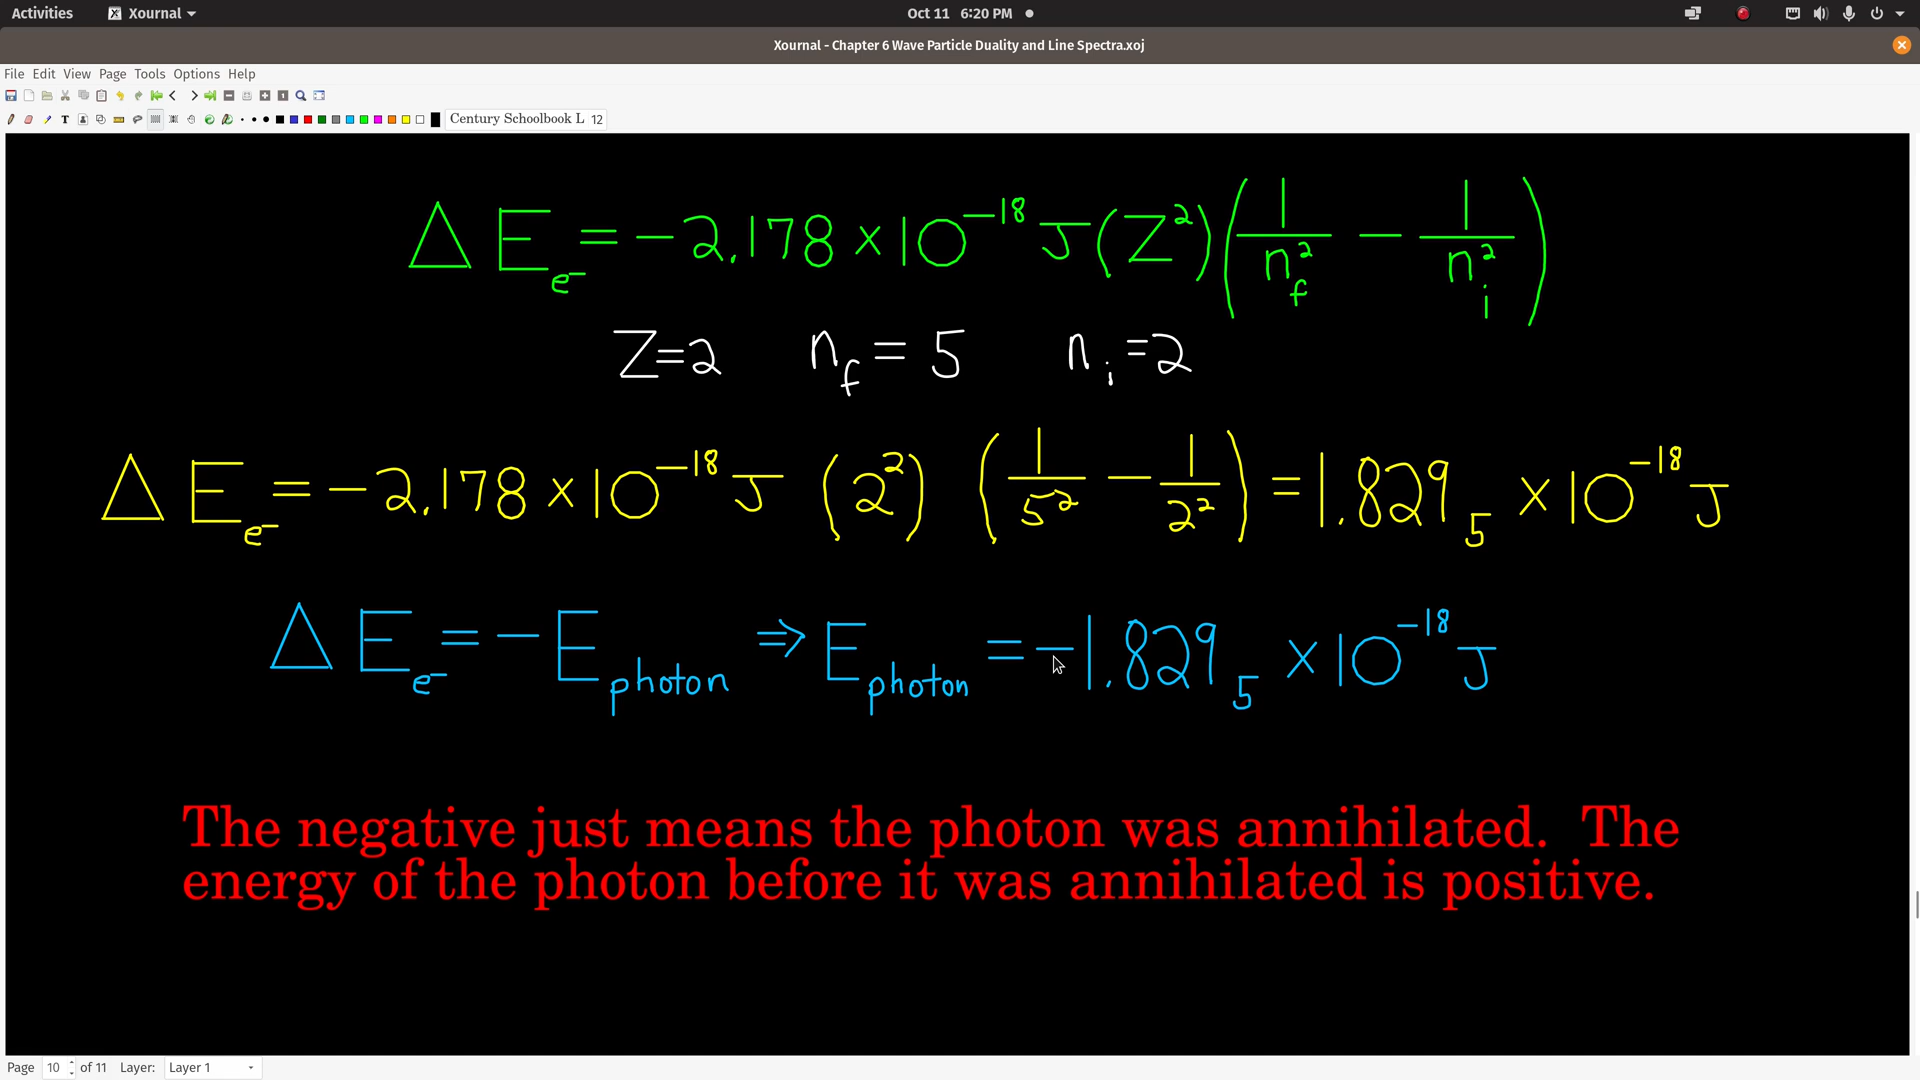 Activities Xournal Oct 11 6:20 PM
Xournal - Chapter 6 Wave Particle Duality and Line Spectra.xoj
File Edit View Page Tools Options Help
Century Schoolbook L 12
ΔE_e⁻ = −2.178 × 10⁻¹⁸ J (Z²) (1/n_f² − 1/n_i²)
Z=2 n_f = 5 n_i =2
ΔE_e⁻ = −2.178 × 10⁻¹⁸ J (2²) (1/5² − 1/2²) = 1.829₅ × 10⁻¹⁸ J
ΔE_e⁻ = −E_photon ⇒ E_photon = −1.829₅ × 10⁻¹⁸ J
The negative just means the photon was annihilated. The
energy of the photon before it was annihilated is positive.
Page 10 of 11 Layer: Layer 1